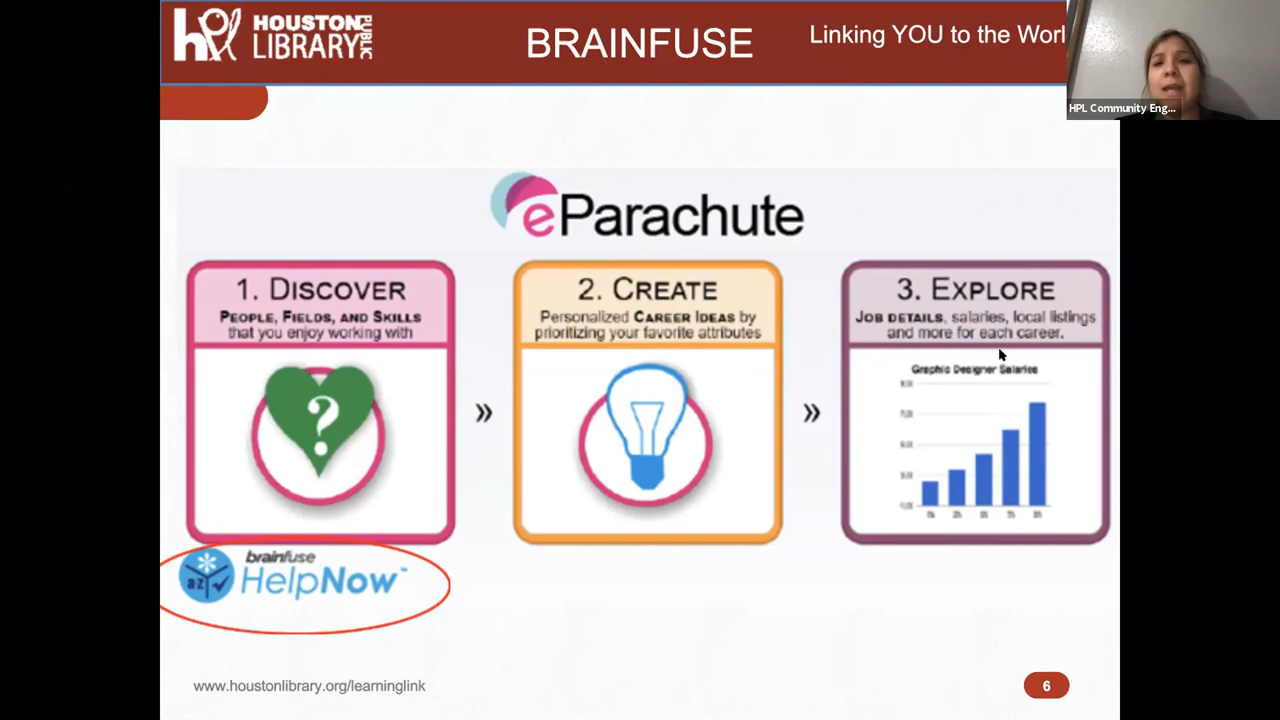 HOUSTON
PUBLIC
LIBRARY
BRAINFUSE
Linking YOU to the Worl
HPL Community Eng...
eParachute
1. DISCOVER
PEOPLE, FIELDS, AND SKILLS
that you enjoy working with
2. CREATE
Personalized CAREER IDEAS by
prioritizing your favorite attributes
3. EXPLORE
JOB DETAILS, salaries, local listings
and more for each career.
?
»
»
Graphic Designer Salaries
brainfuse
HelpNow™
www.houstonlibrary.org/learninglink
6